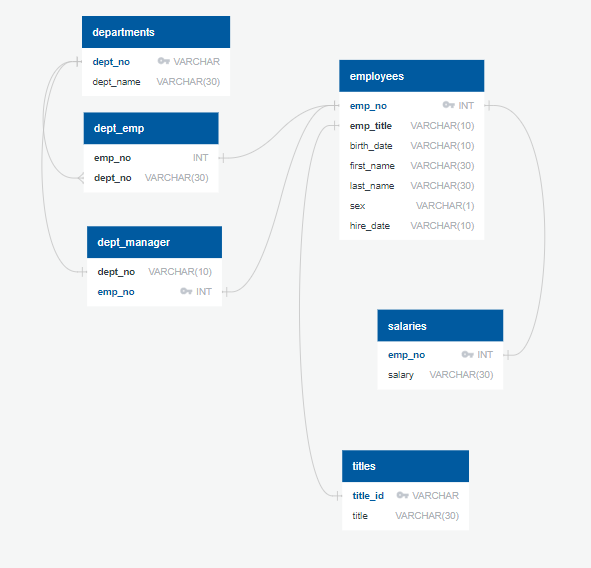 departments
dept_no VARCHAR
dept_name VARCHAR(30)
dept_emp
emp_no INT
dept_no VARCHAR(30)
dept_manager
dept_no VARCHAR(10)
emp_no INT
employees
emp_no INT
emp_title VARCHAR(10)
birth_date VARCHAR(10)
first_name VARCHAR(30)
last_name VARCHAR(30)
sex VARCHAR(1)
hire_date VARCHAR(10)
salaries
emp_no INT
salary VARCHAR(30)
titles
title_id VARCHAR
title VARCHAR(30)